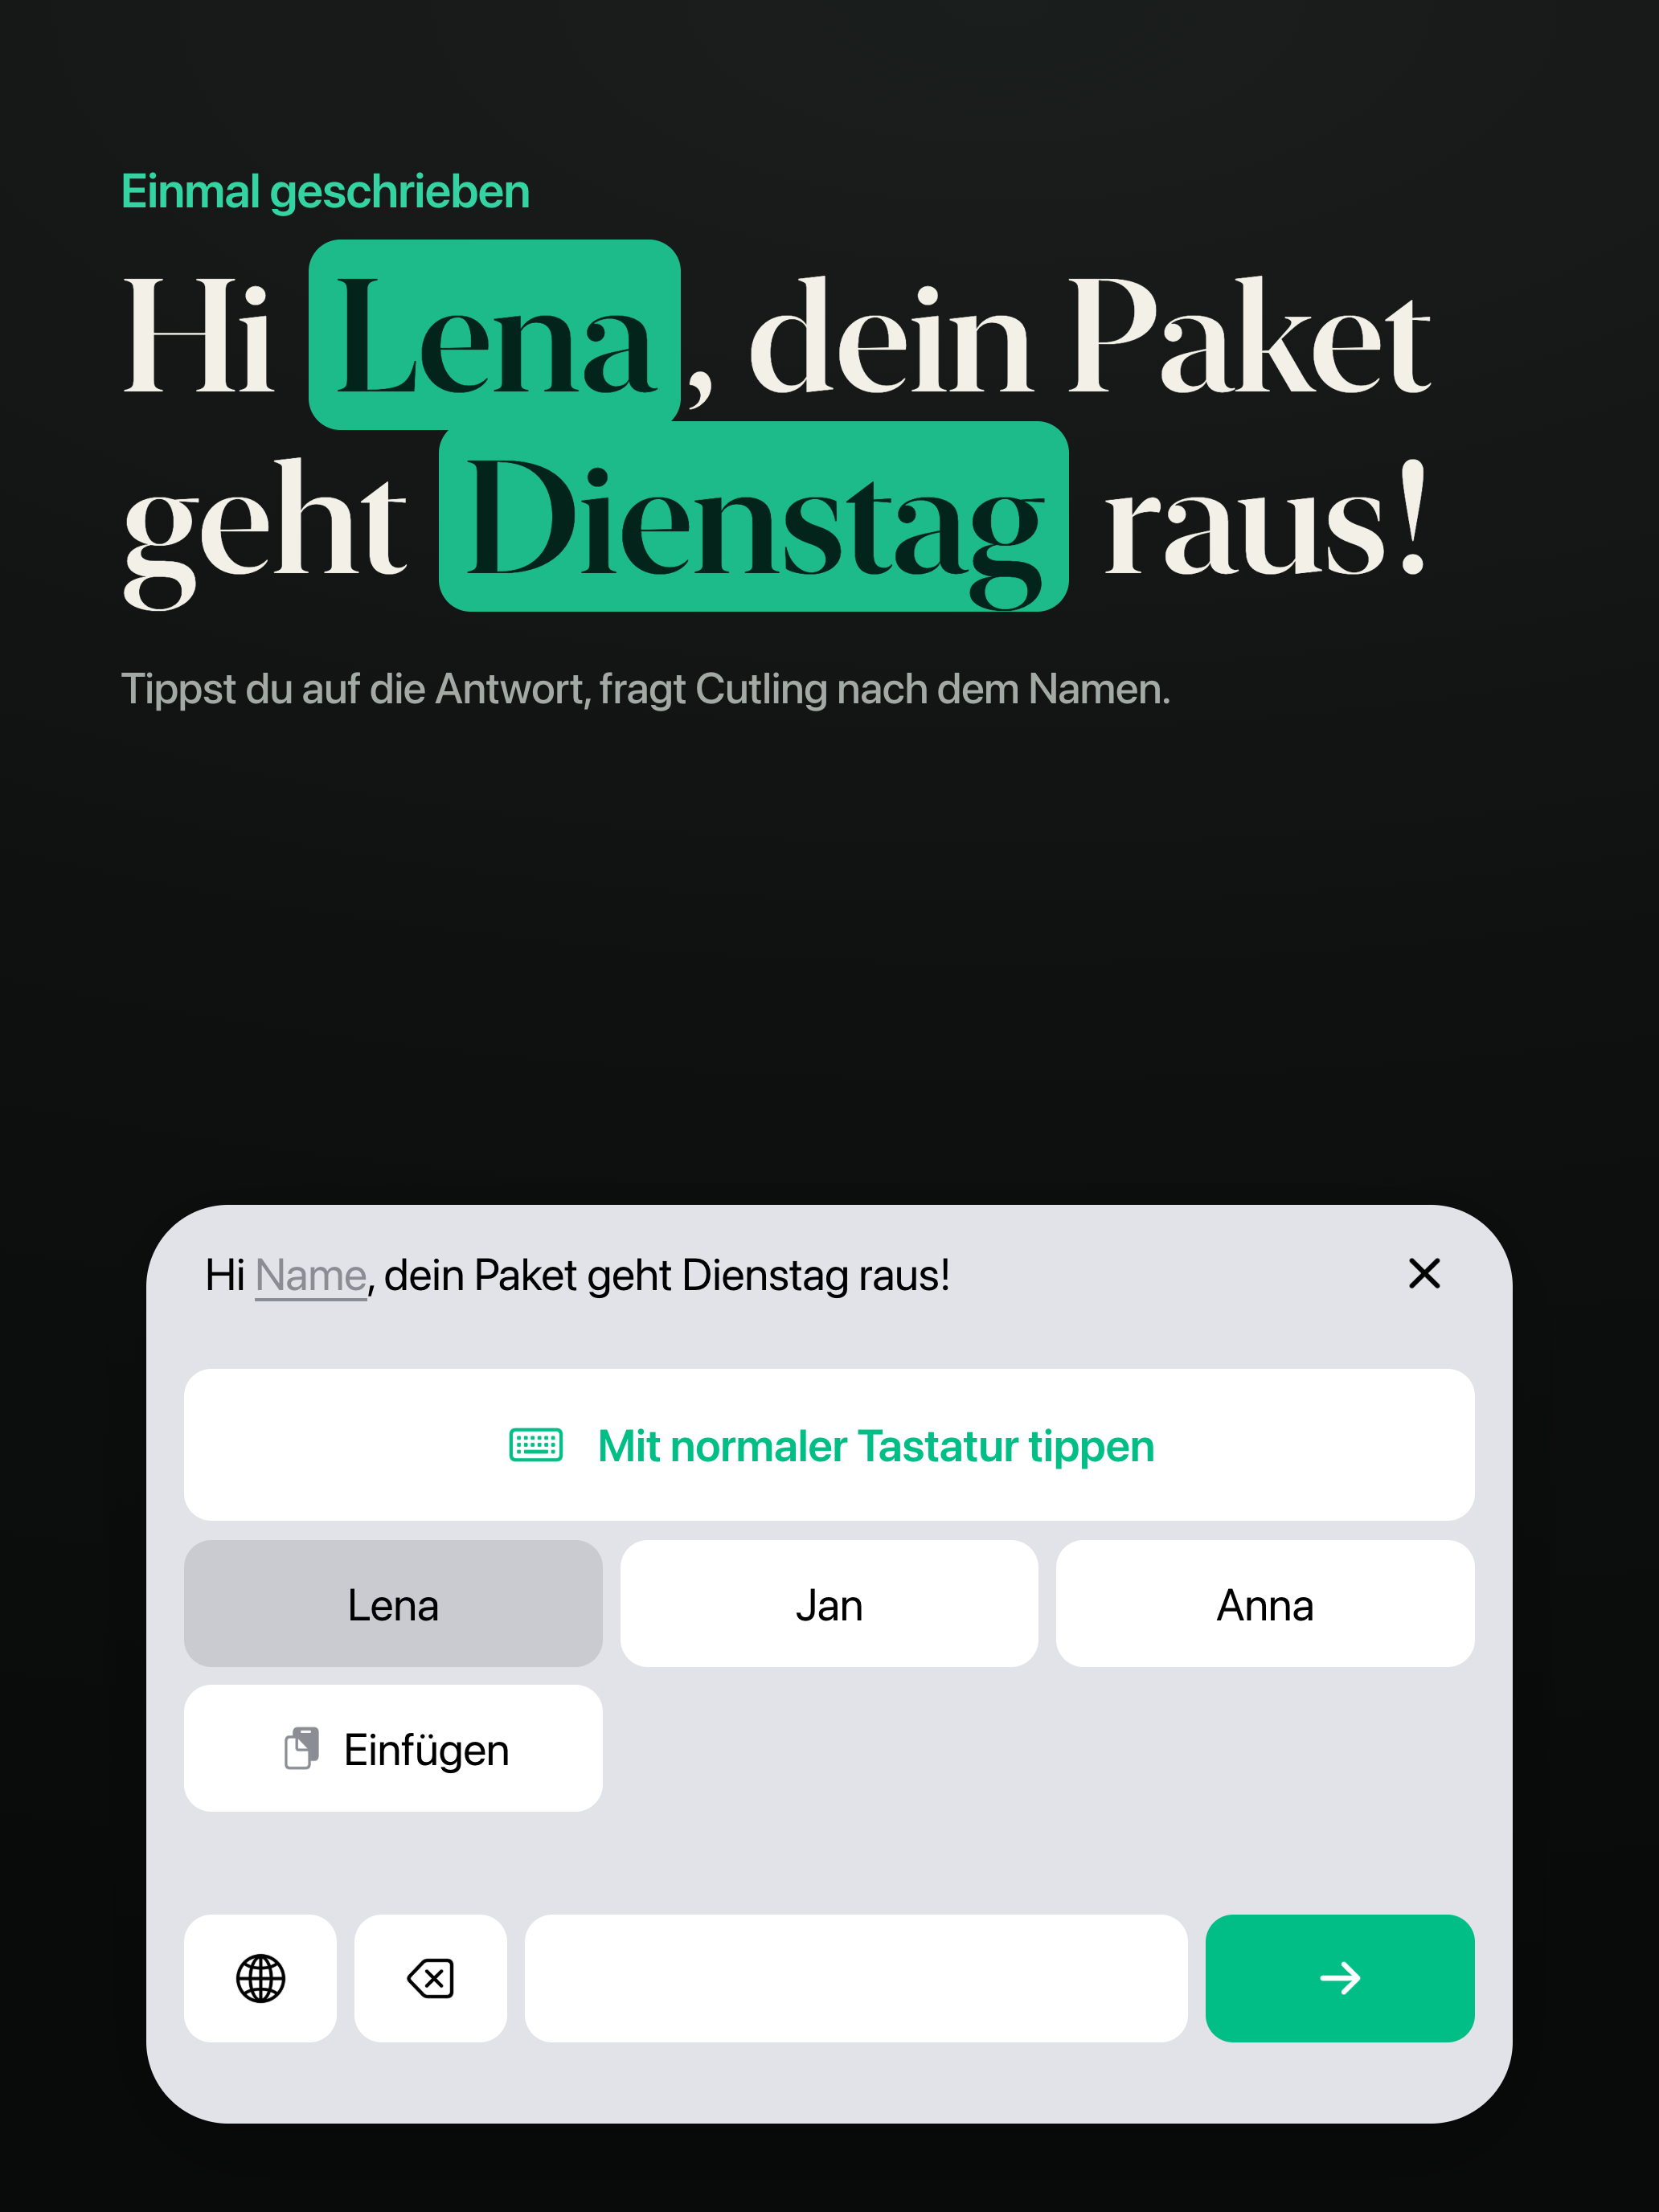 Einmal geschrieben
Hi Lena, dein Paket
geht Dienstag raus!
Tippst du auf die Antwort, fragt Cutling nach dem Namen.
Hi Name, dein Paket geht Dienstag raus!
Mit normaler Tastatur tippen
Lena
Jan
Anna
Einfügen